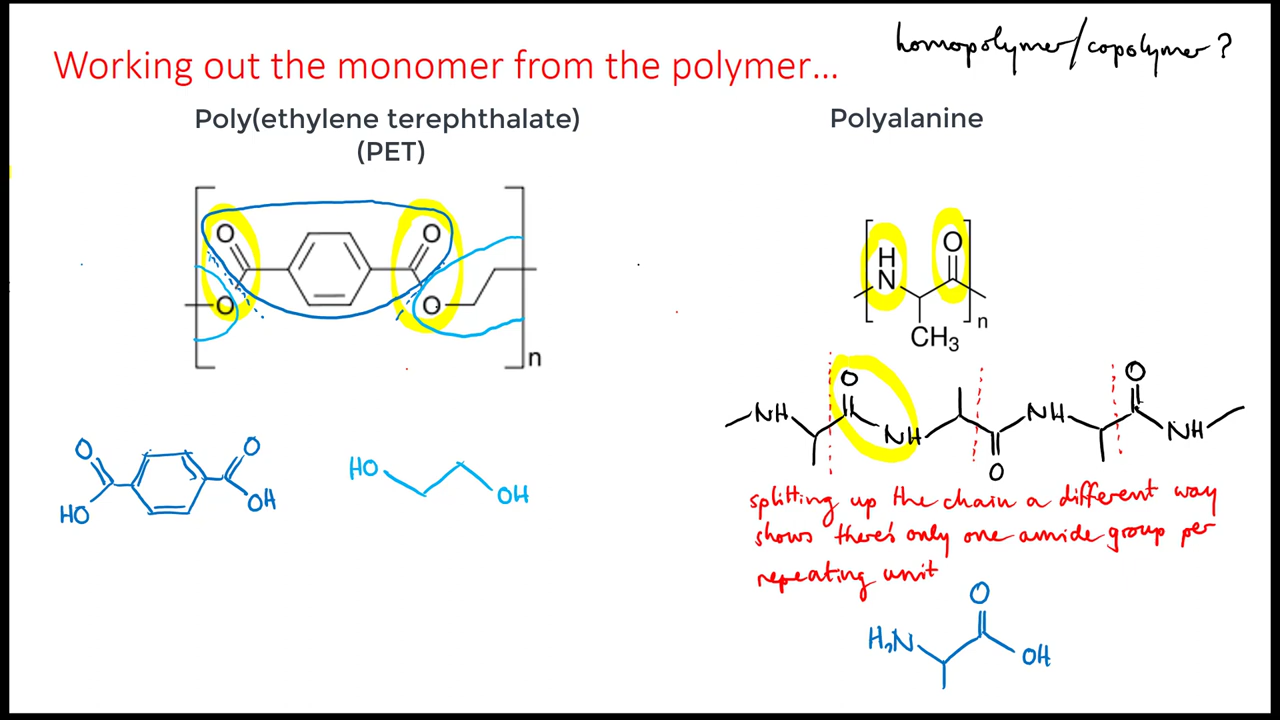 homopolymer/copolymer?
Working out the monomer from the polymer...
Poly(ethylene terephthalate)
(PET)
Polyalanine
O
O
O
O
n
H
N
O
CH₃
n
O
O
NH
NH
NH
NH
O
splitting up the chain a different way
shows there's only one amide group per
repeating unit
O
O
HO
OH
HO
OH
O
H₂N
OH